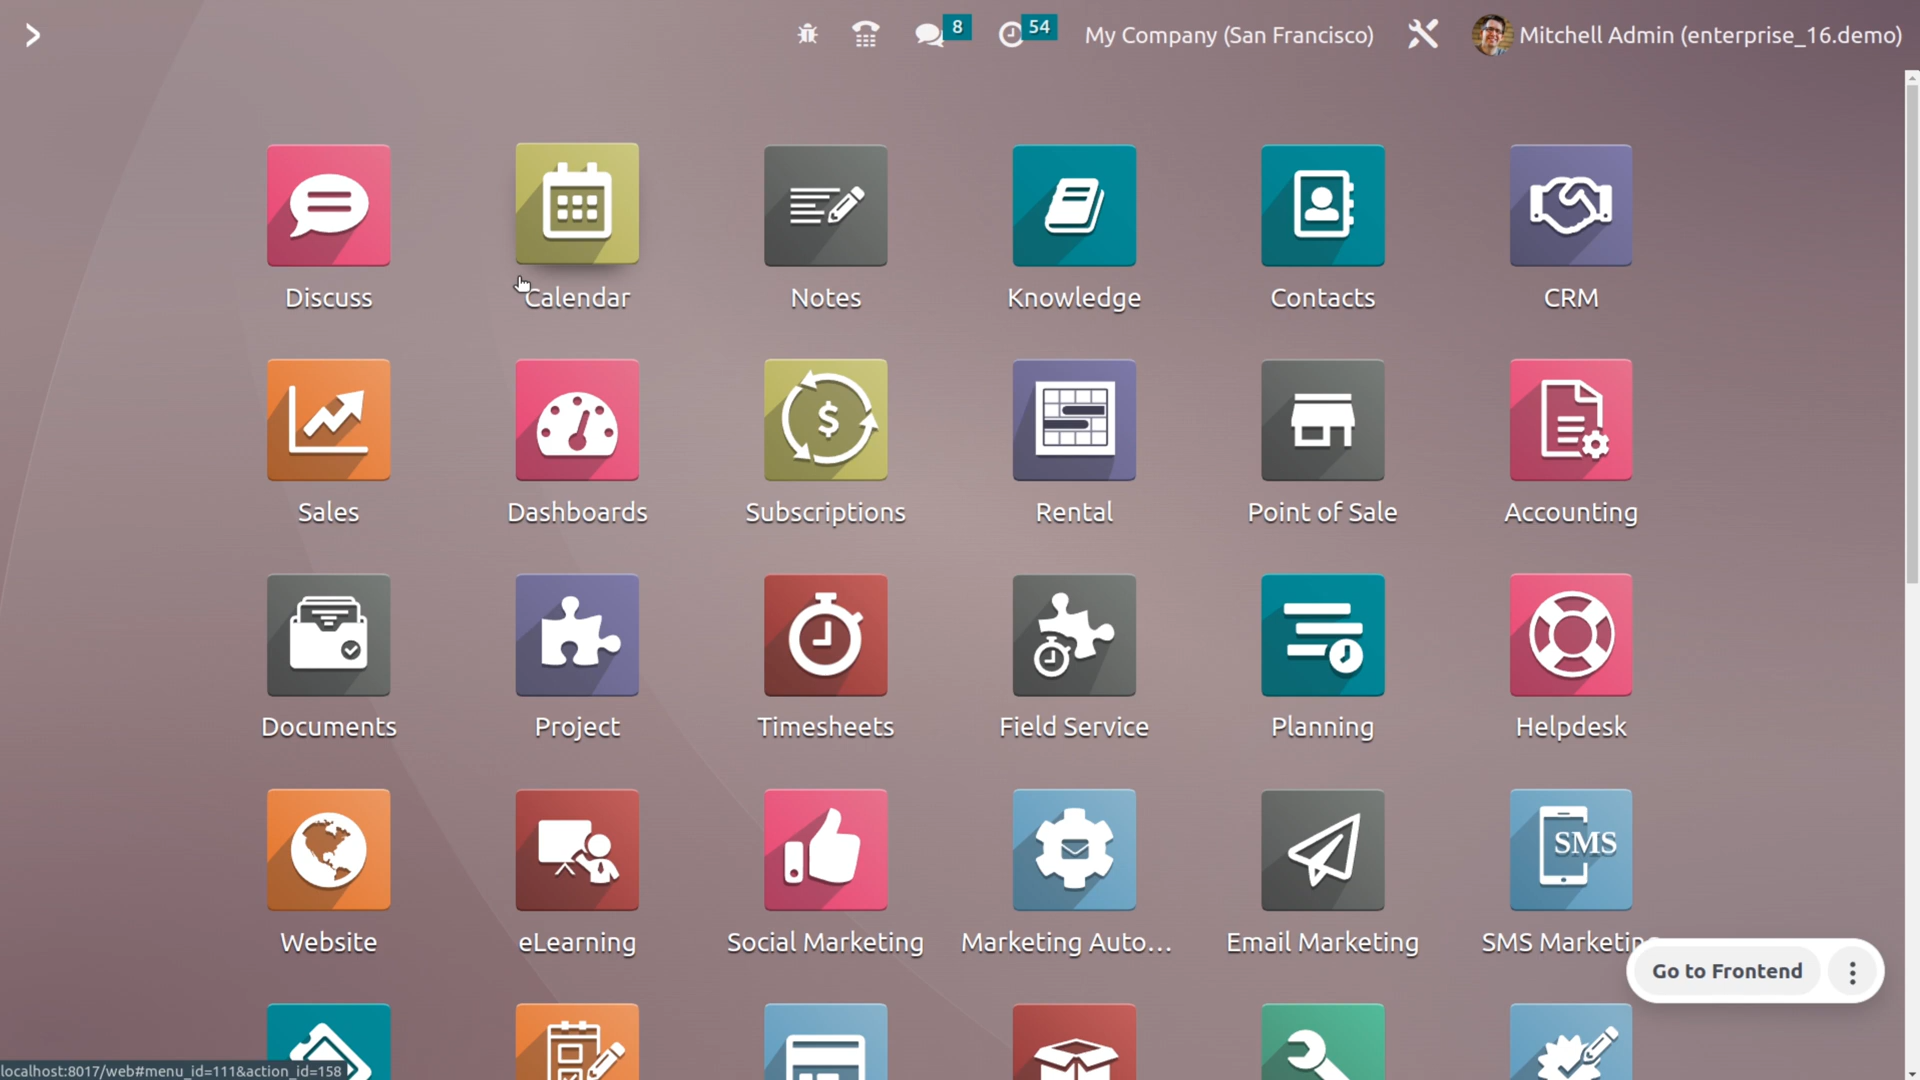 8
54
My Company (San Francisco)
Mitchell Admin (enterprise_16.demo)
Discuss
Calendar
Notes
Knowledge
Contacts
CRM
Sales
Dashboards
Subscriptions
Rental
Point of Sale
Accounting
Documents
Project
Timesheets
Field Service
Planning
Helpdesk
SMS
Website
eLearning
Social Marketing
Marketing Auto...
Email Marketing
SMS Marketing
Go to Frontend
localhost:8017/web#menu_id=111&action_id=158